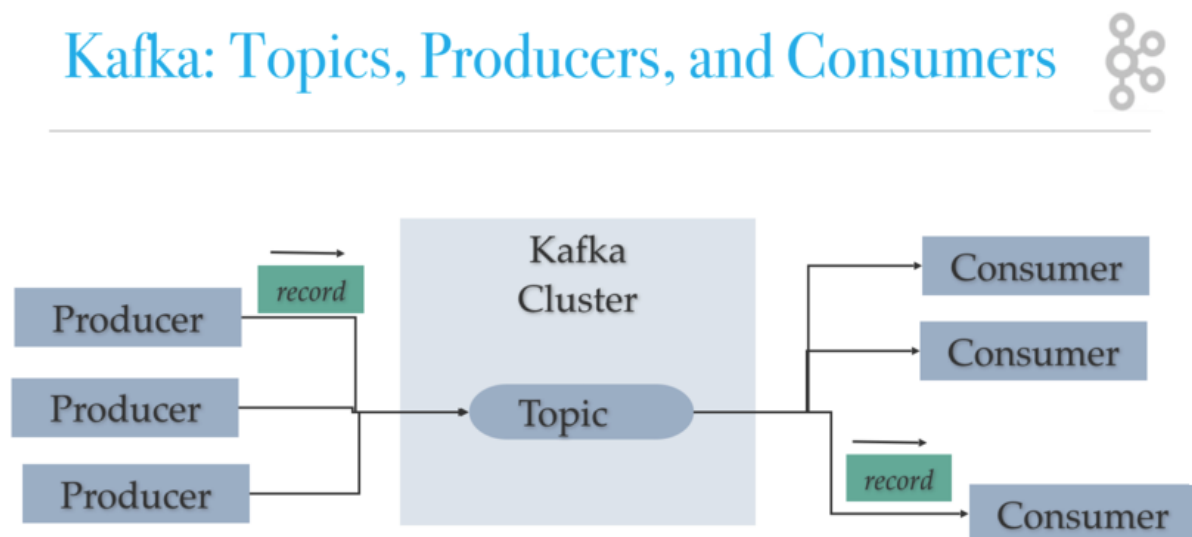 Kafka: Topics, Producers, and Consumers
Kafka
Cluster
record
Producer
Producer
Producer
Topic
Consumer
Consumer
record
Consumer